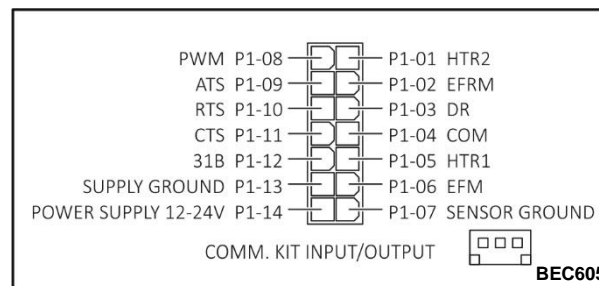 PWM P1-08 P1-01 HTR2
ATS P1-09 P1-02 EFRM
RTS P1-10 P1-03 DR
CTS P1-11 P1-04 COM
31B P1-12 P1-05 HTR1
SUPPLY GROUND P1-13 P1-06 EFM
POWER SUPPLY 12-24V P1-14 P1-07 SENSOR GROUND
COMM. KIT INPUT/OUTPUT
BEC605